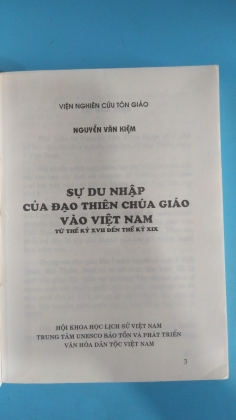 VIỆN NGHIÊN CỨU TÔN GIÁO
NGUYỄN VĂN KIỆM
SỰ DU NHẬP
CỦA ĐẠO THIÊN CHÚA GIÁO
VÀO VIỆT NAM
TỪ THẾ KỶ XVII ĐẾN THẾ KỶ XIX
HỘI KHOA HỌC LỊCH SỬ VIỆT NAM
TRUNG TÂM UNESCO BẢO TỒN VÀ PHÁT TRIỂN
VĂN HÓA DÂN TỘC VIỆT NAM
3